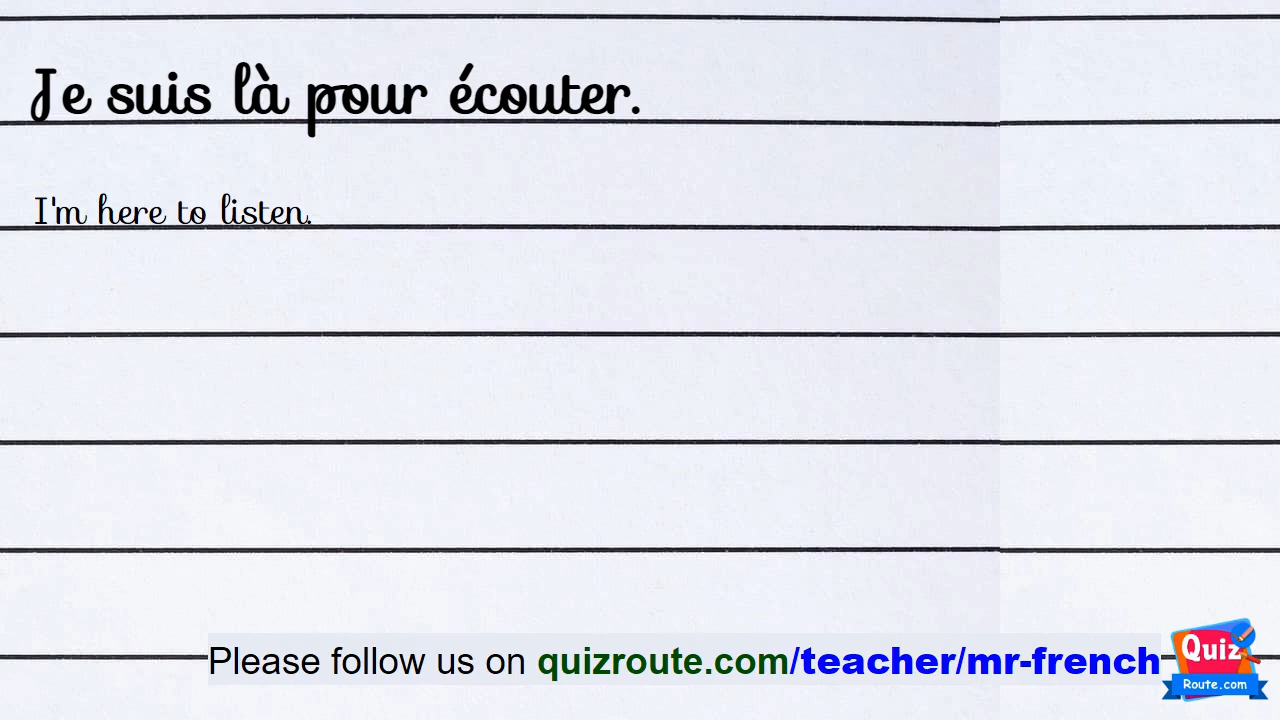 Je suis là pour écouter.
I'm here to listen.
Please follow us on quizroute.com/teacher/mr-french
Quiz
Route.com